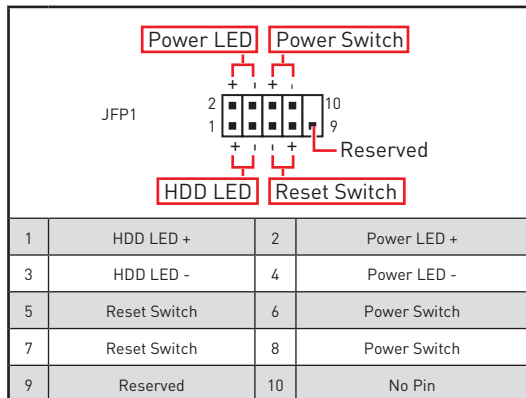 Power LED Power Switch
+ - + -
2 10
JFP1
1 9
+ - - +
Reserved
HDD LED Reset Switch
1 HDD LED + 2 Power LED +
3 HDD LED - 4 Power LED -
5 Reset Switch 6 Power Switch
7 Reset Switch 8 Power Switch
9 Reserved 10 No Pin